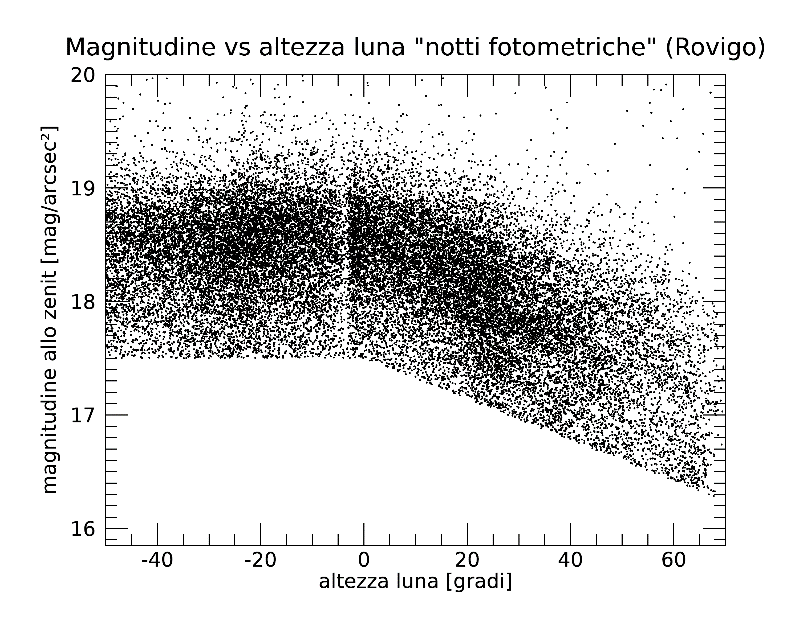 Magnitudine vs altezza luna "notti fotometriche" (Rovigo)
magnitudine allo zenit [mag/arcsec²]
20
19
18
17
16
-40 -20 0 20 40 60
altezza luna [gradi]